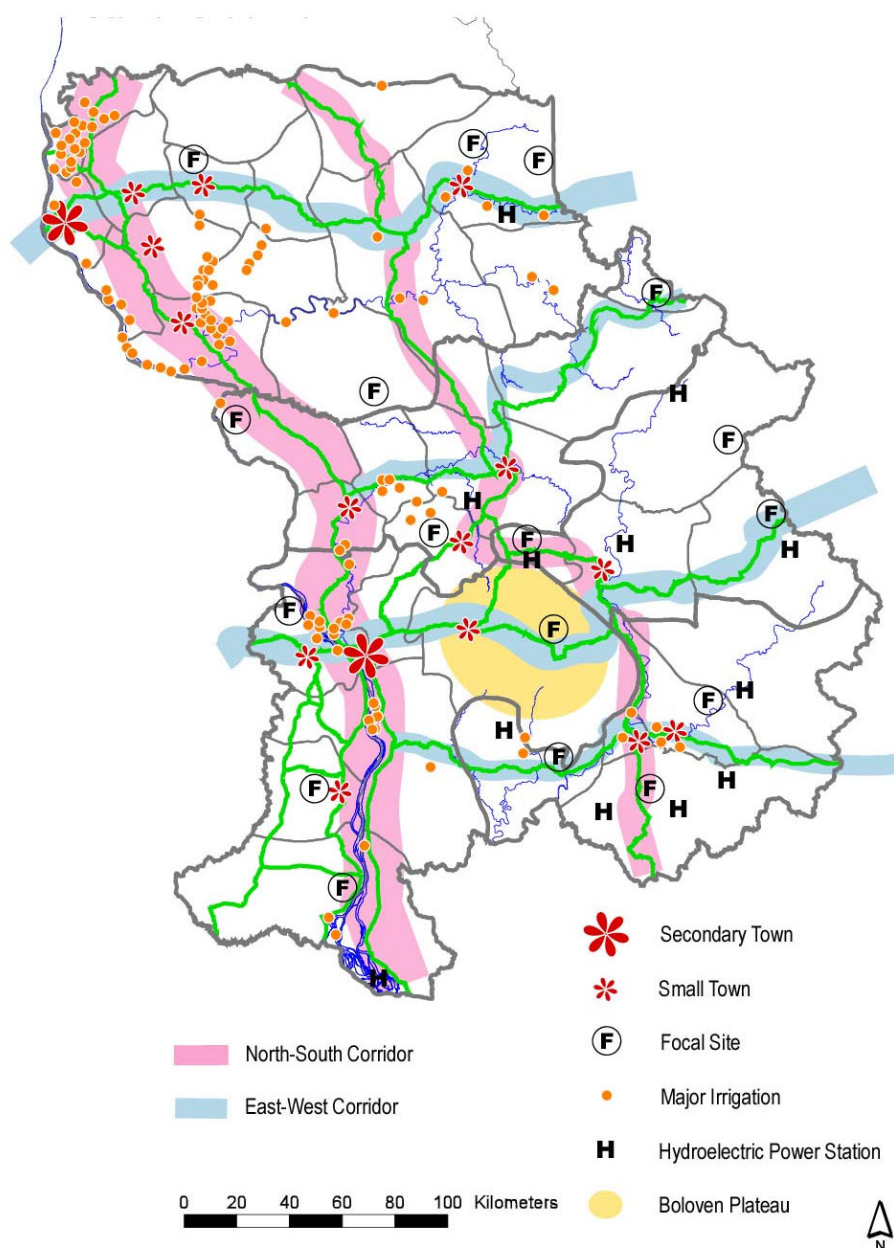 F
F
F
H
F
H
F
F
F
H
F
F
F
H
H
H
F
F
H
F
H
F
H
F
F
H
H
F
H
Secondary Town
Small Town
F Focal Site
North-South Corridor
Major Irrigation
East-West Corridor
H Hydroelectric Power Station
Boloven Plateau
0 20 40 60 80 100 Kilometers
N